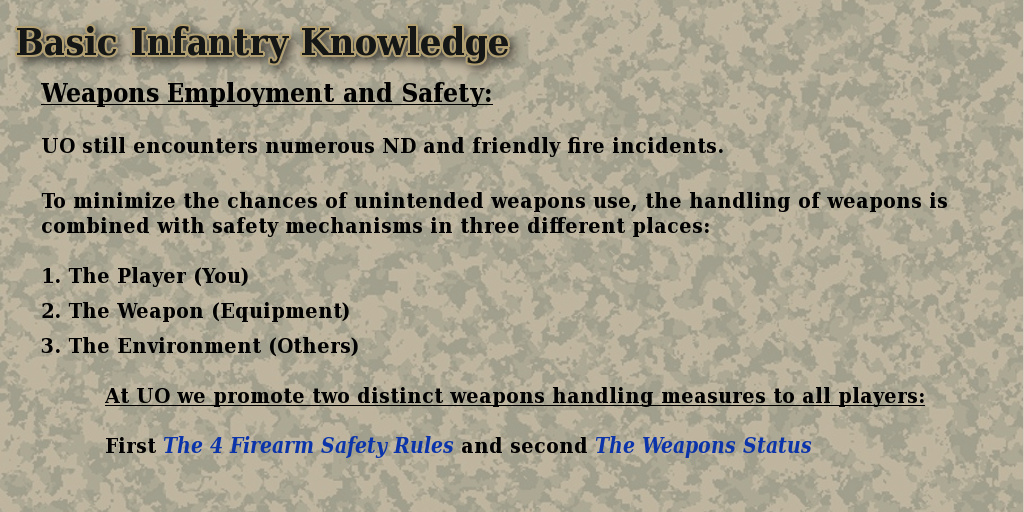 Basic Infantry Knowledge
Weapons Employment and Safety:
UO still encounters numerous ND and friendly fire incidents.
To minimize the chances of unintended weapons use, the handling of weapons is
combined with safety mechanisms in three different places:
1. The Player (You)
2. The Weapon (Equipment)
3. The Environment (Others)
At UO we promote two distinct weapons handling measures to all players:
First The 4 Firearm Safety Rules and second The Weapons Status